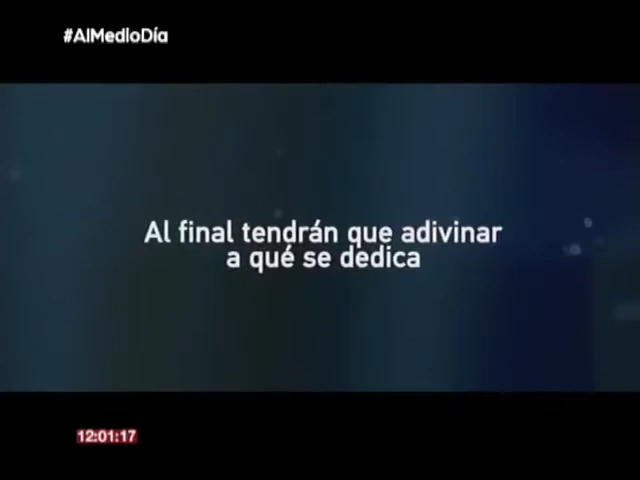 #AlMedioDía
Al final tendrán que adivinar
a qué se dedica
12:01:17